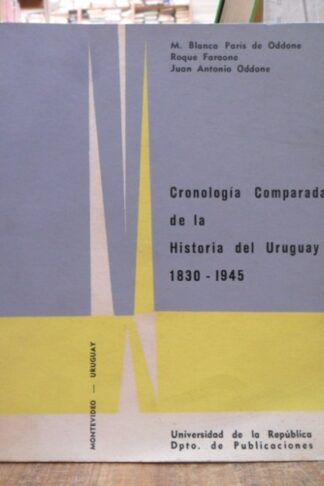 M. Blanca París de Oddone
Roque Faraone
Juan Antonio Oddone
Cronología Comparada
de la
Historia del Uruguay
1830 - 1945
MONTEVIDEO — URUGUAY
Universidad de la República
Dpto. de Publicaciones